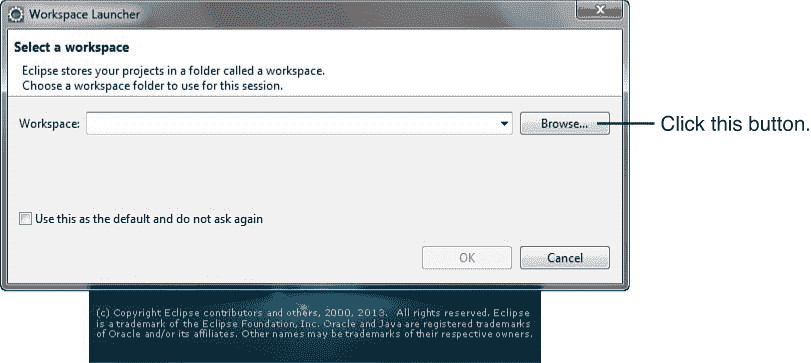 Workspace Launcher
Select a workspace
Eclipse stores your projects in a folder called a workspace.
Choose a workspace folder to use for this session.
Workspace:
Browse...
Click this button.
Use this as the default and do not ask again
OK
Cancel
(c) Copyright Eclipse contributors and others, 2000, 2013. All rights reserved. Eclipse
is a trademark of the Eclipse Foundation, Inc. Oracle and Java are registered trademarks
of Oracle and/or its affiliates. Other names may be trademarks of their respective owners.